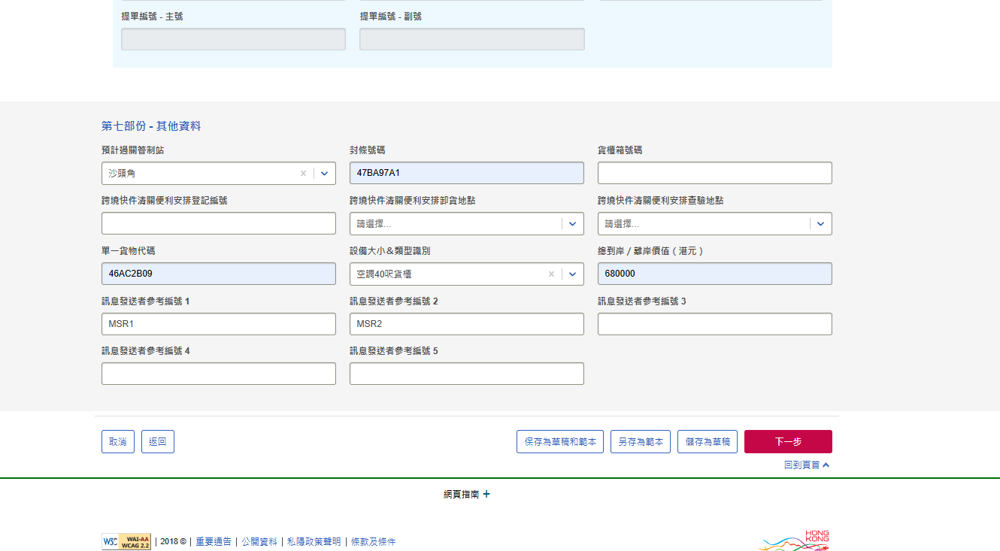 提單編號 - 主號 提單編號 - 副號
第七部份 - 其他資料
預計過關管制站 封條號碼 貨櫃箱號碼
沙頭角 47BA97A1
跨境快件清關便利安排登記編號 跨境快件清關便利安排卸貨地點 跨境快件清關便利安排查驗地點
請選擇... 請選擇...
單一貨物代碼 設備大小＆類型識別 總到岸 / 離岸價值 ( 港元 )
46AC2B09 空調40呎貨櫃 680000
訊息發送者參考編號 1 訊息發送者參考編號 2 訊息發送者參考編號 3
MSR1 MSR2
訊息發送者參考編號 4 訊息發送者參考編號 5
取消 返回 保存為草稿和範本 另存為範本 儲存為草稿 下一步
回到頁首
網頁指南 +
W3C WAI-AA WCAG 2.2 | 2018 © | 重要通告 | 公開資料 | 私隱政策聲明 | 條款及條件
HONG
KONG